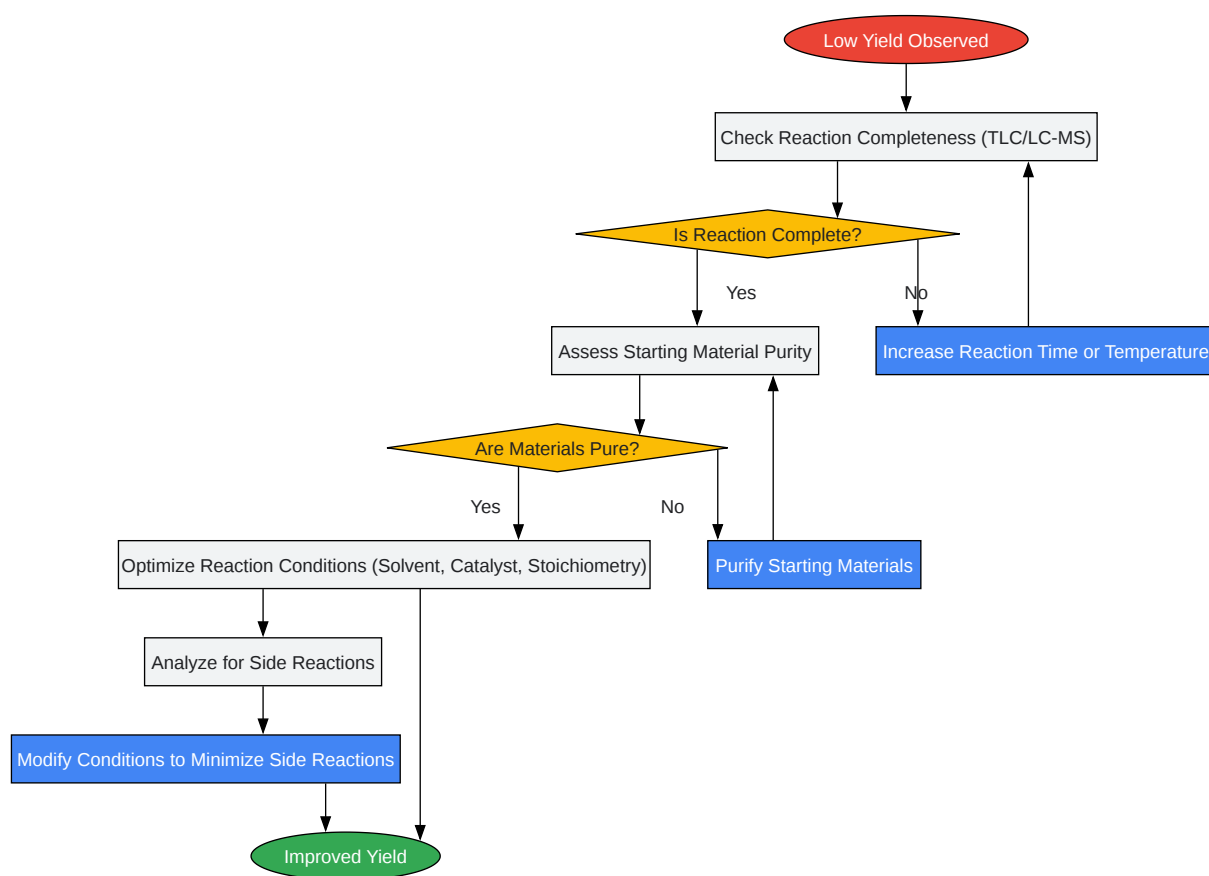 Low Yield Observed
Check Reaction Completeness (TLC/LC-MS)
Is Reaction Complete?
Yes
No
Assess Starting Material Purity
Increase Reaction Time or Temperature
Are Materials Pure?
Yes
No
Optimize Reaction Conditions (Solvent, Catalyst, Stoichiometry)
Purify Starting Materials
Analyze for Side Reactions
Modify Conditions to Minimize Side Reactions
Improved Yield